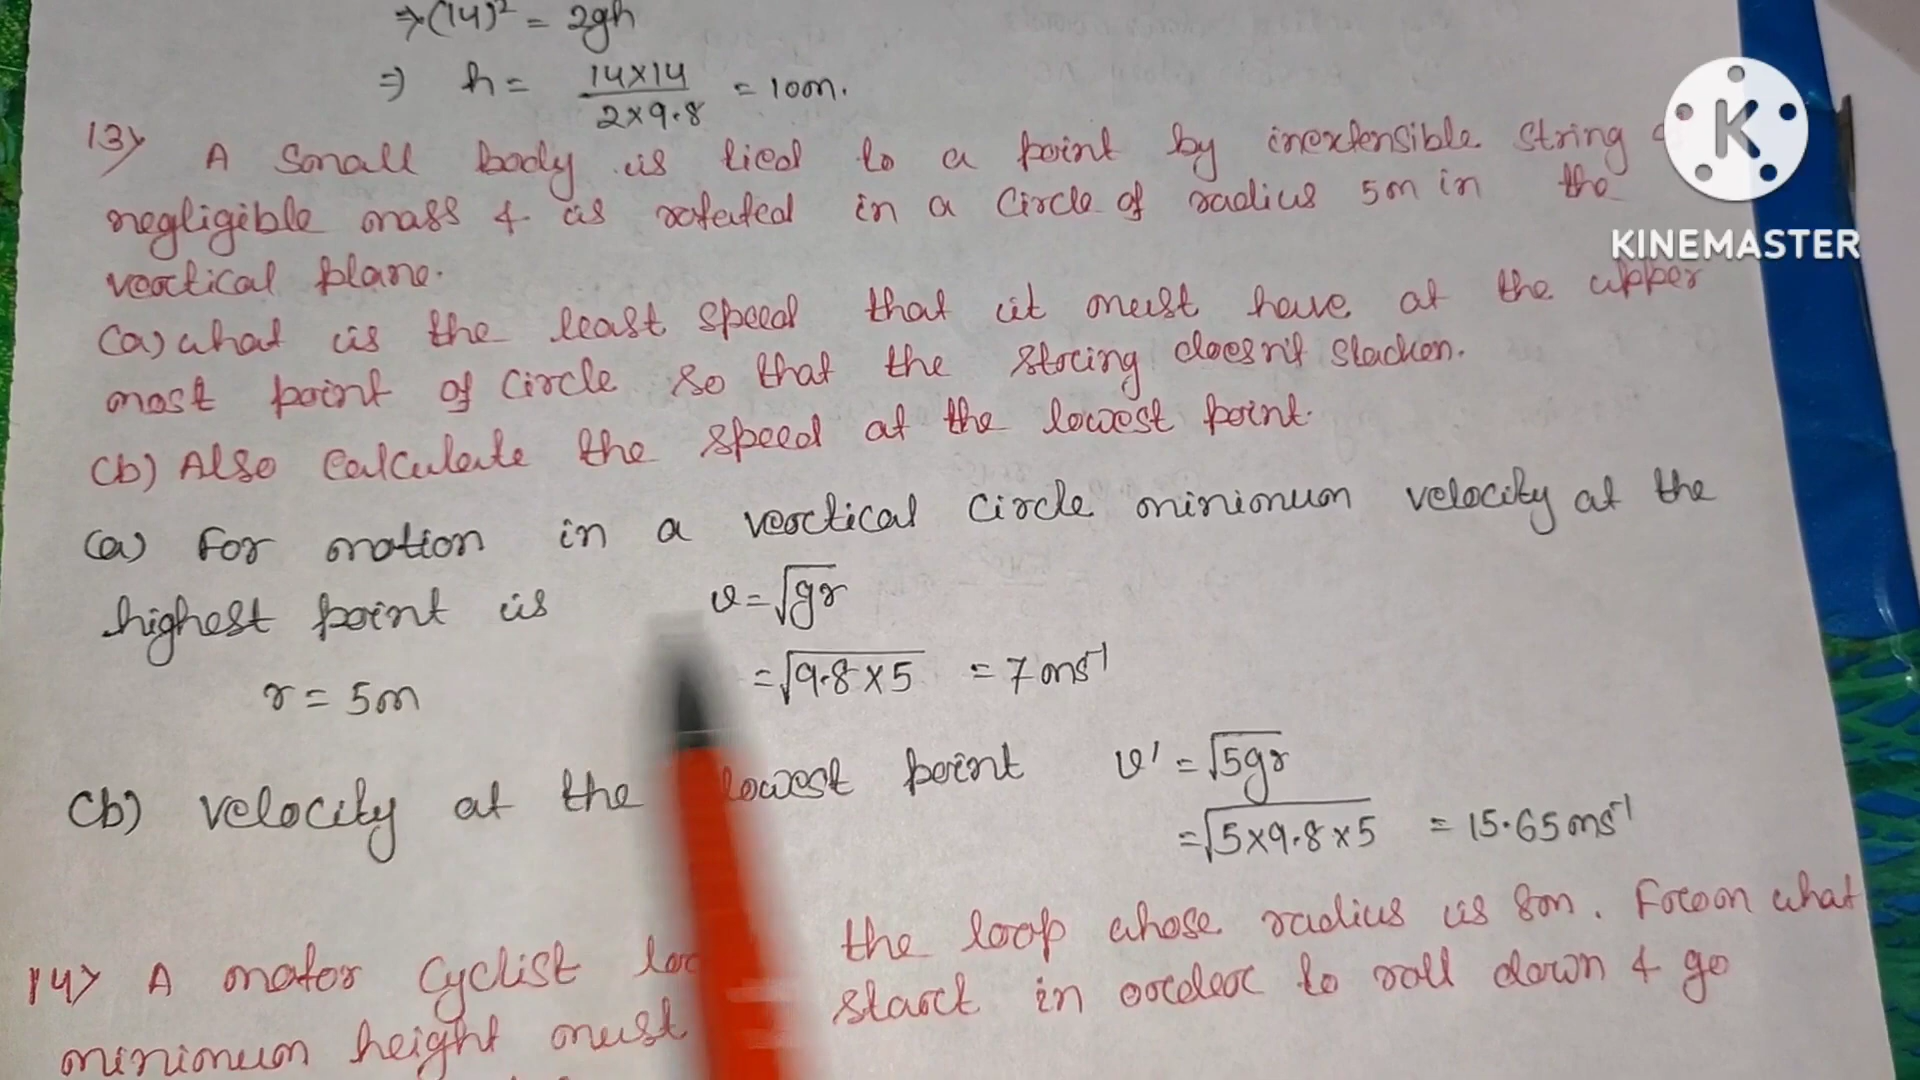 ⇒(14)² = 2gh
⇒ h = 14×14 / 2×9.8 = 10m.
13) A small body is tied to a point by inextensible string
negligible mass & is rotated in a circle of radius 5m in the
vertical plane.
(a) what is the least speed that it must have at the upper
most point of circle so that the string doesn't slacken.
(b) Also calculate the speed at the lowest point.
(a) For motion in a vertical circle minimum velocity at the
highest point is v = √gr
r = 5m = √9.8×5 = 7ms⁻¹
(b) velocity at the lowest point v' = √5gr
= √5×9.8×5 = 15.65ms⁻¹
14) A motor cyclist the loop whose radius is 8m. From what
minimum height must start in order to roll down & go
KINEMASTER